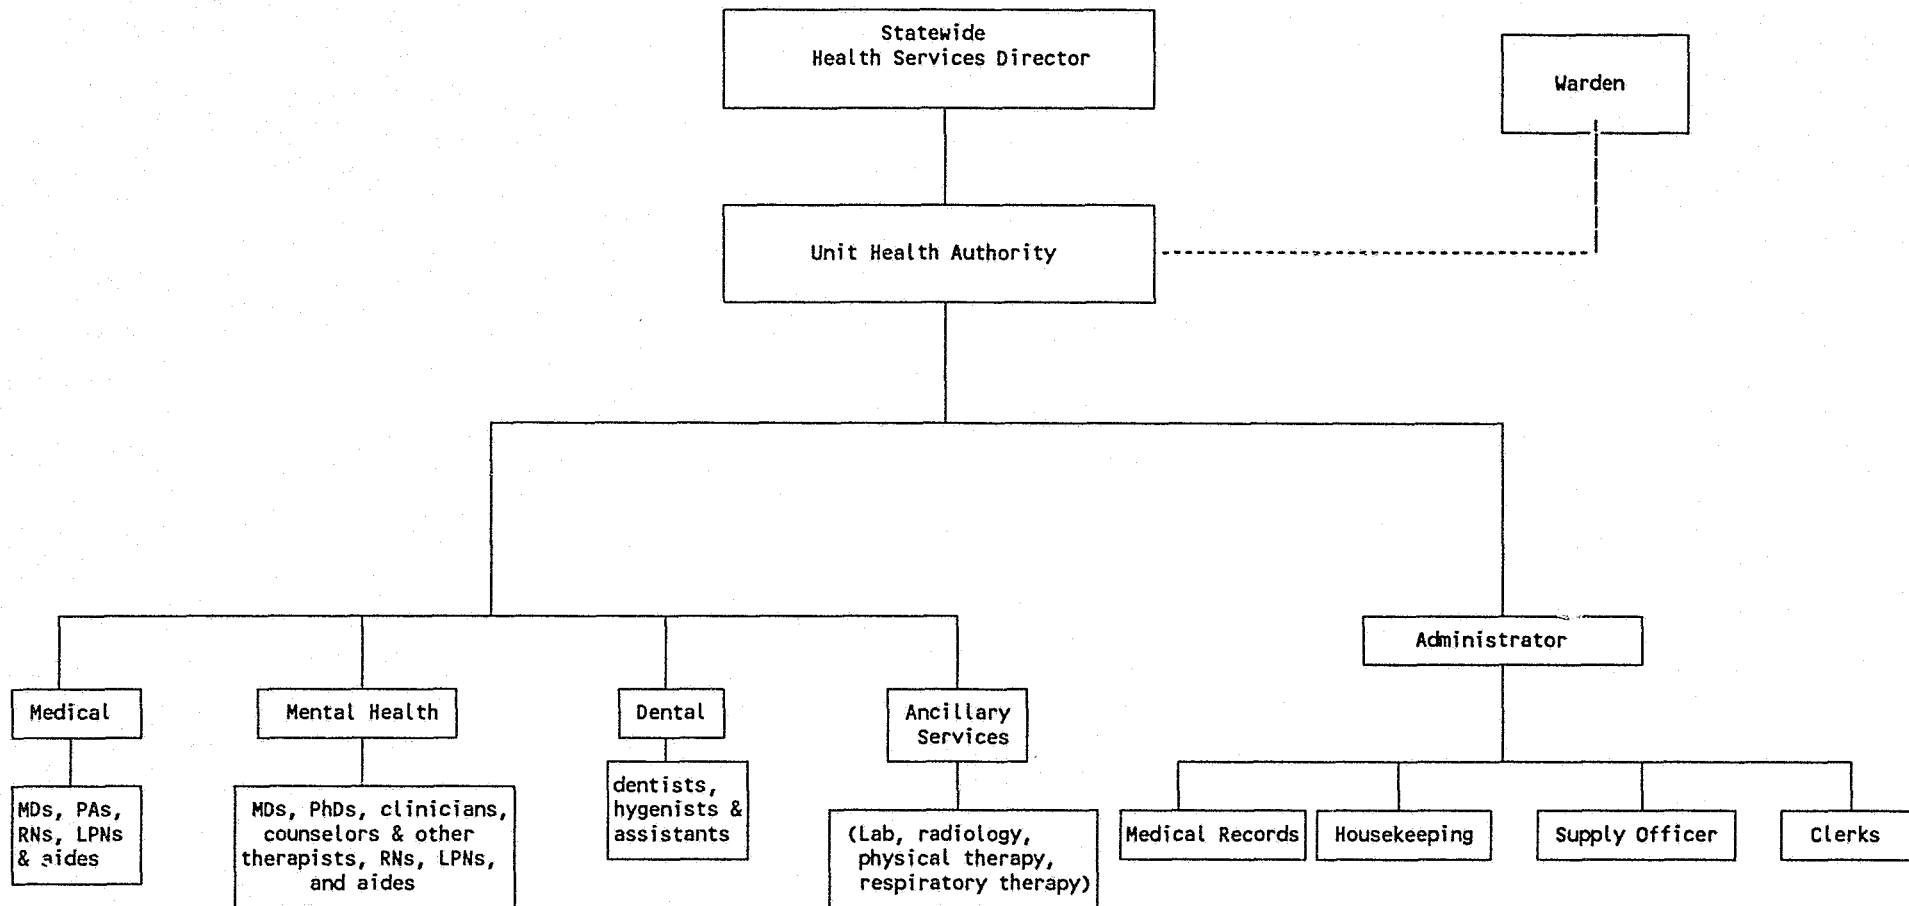 Statewide
Health Services Director
Warden
Unit Health Authority
Administrator
Medical
Mental Health
Dental
Ancillary
Services
MDs, PAs,
RNs, LPNs
& aides
MDs, PhDs, clinicians,
counselors & other
therapists, RNs, LPNs,
and aides
dentists,
hygenists &
assistants
(Lab, radiology,
physical therapy,
respiratory therapy)
Medical Records
Housekeeping
Supply Officer
Clerks